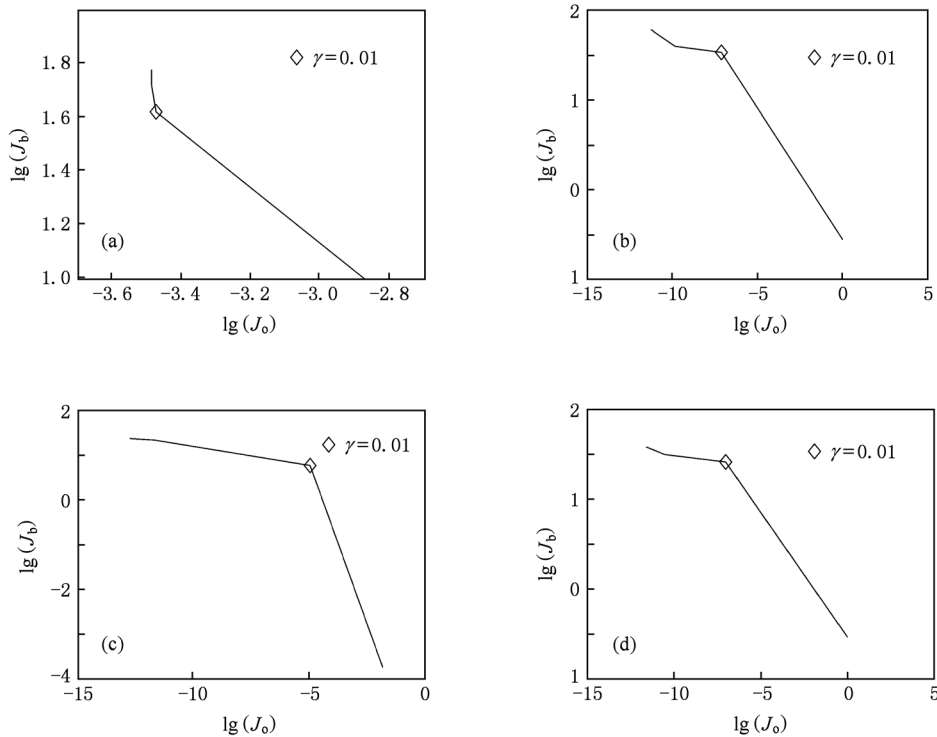 1.8
1.6
1.4
1.2
1.0
lg (J_b)
◇ γ=0.01
(a)
-3.6 -3.4 -3.2 -3.0 -2.8
lg (J_o)
2
1
0
1
lg (J_b)
◇ γ=0.01
(b)
-15 -10 -5 0 5
lg (J_o)
2
0
-2
-4
lg (J_b)
◇ γ=0.01
(c)
-15 -10 -5 0
lg (J_o)
2
1
0
1
lg (J_b)
◇ γ=0.01
(d)
-15 -10 -5 0 5
lg (J_o)